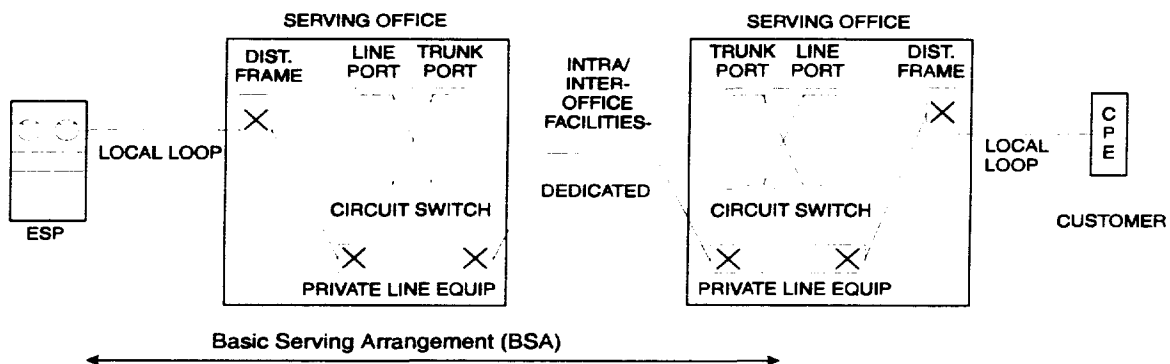 SERVING OFFICE
DIST.
FRAME
LINE
PORT
TRUNK
PORT
LOCAL LOOP
ESP
CIRCUIT SWITCH
PRIVATE LINE EQUIP
INTRA/
INTER-
OFFICE
FACILITIES-
DEDICATED
SERVING OFFICE
TRUNK
PORT
LINE
PORT
DIST.
FRAME
CIRCUIT SWITCH
PRIVATE LINE EQUIP
LOCAL
LOOP
C
P
E
CUSTOMER
Basic Serving Arrangement (BSA)